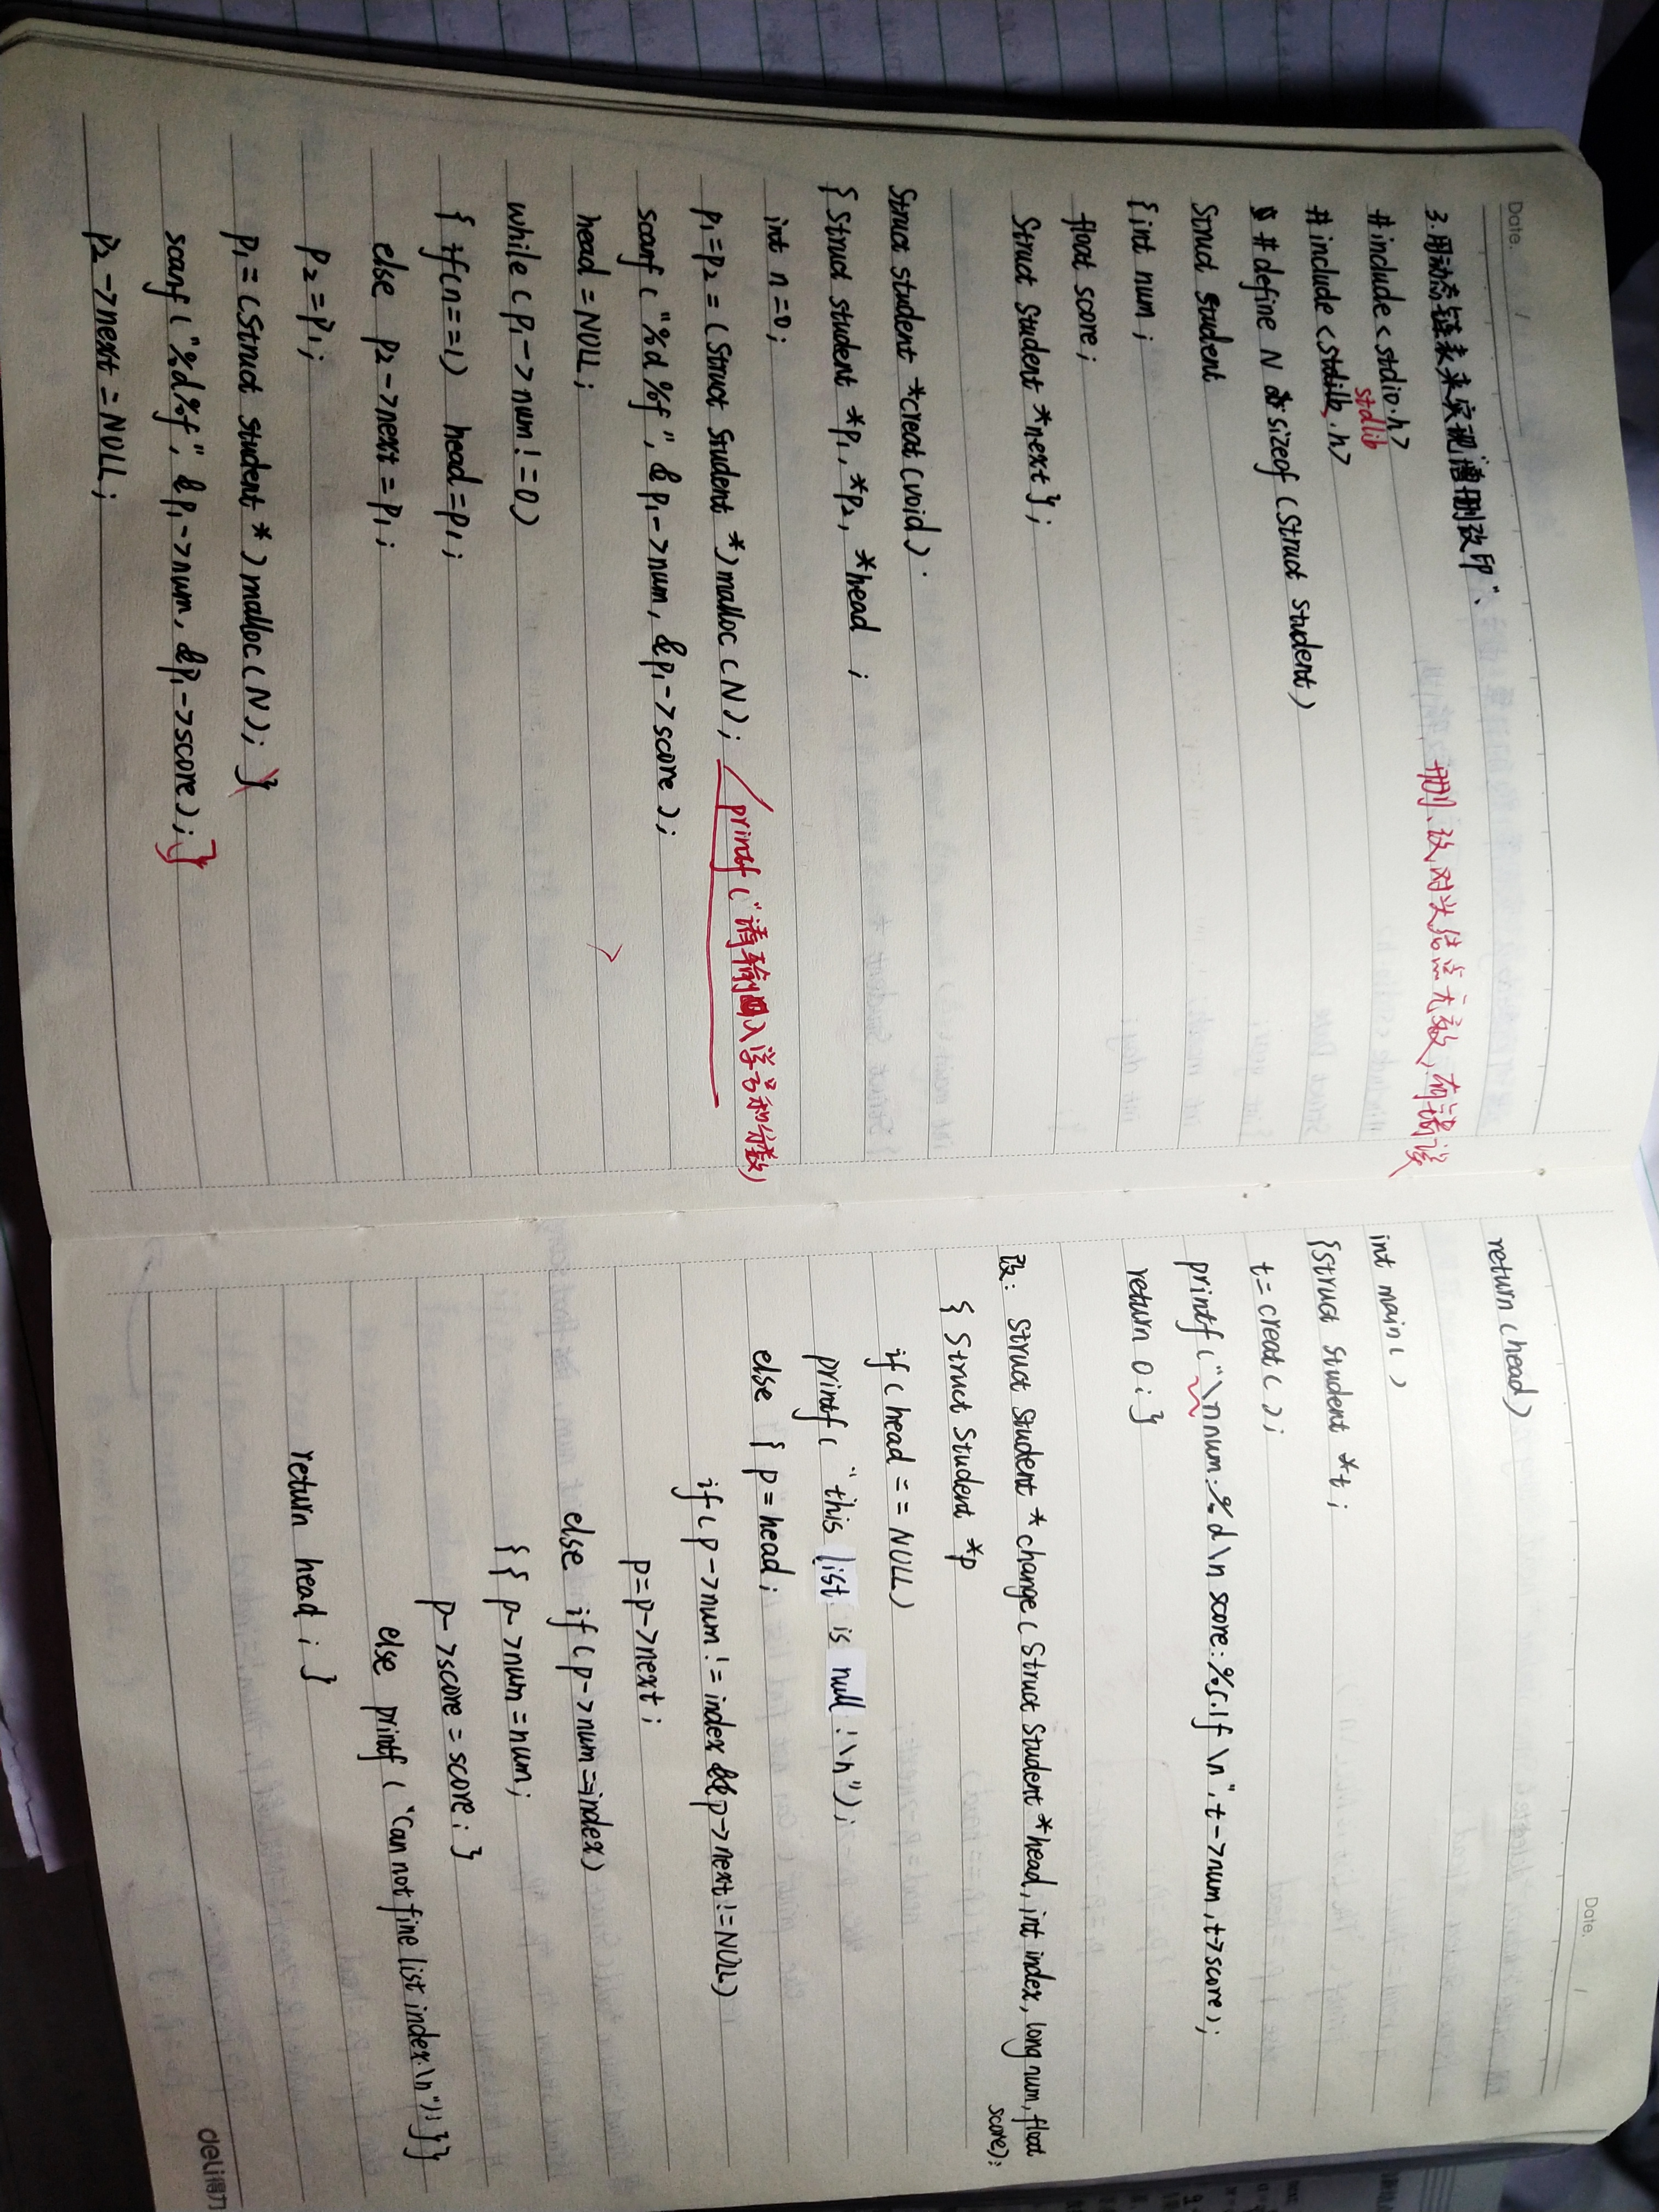 Date. /
3.用动态链表来实现“增删改印”、
删、改,对头结点无效,有错误
#include<stdio.h>
stdlib
#include<stdilb.h>
#define N sizeof(Struct student)
Struct student
{int num;
float score;
Struct Student *next};
Struct student *creat(void).
{Struct student *p1,*p2,*head;
int n=0;
p1=p2=(Struct Student *)malloc(N); printf("请输入学号和分数)
scanf("%d%f",&p1->num,&p1->score);
head=NULL;
while(p1->num!=0)
{if(n==1) head=p1;
else p2->next=p1;
p2=p1;
p1=(Struct student *)malloc(N);}
scanf("%d%f",&p1->num,&p1->score);}
p2->next=NULL;
Date. /
return(head)
int main()
{Struct student *t;
t=creat();
printf("\nnum:%d\n score:%5.1f\n",t->num,t->score);
return 0;}
改: Struct Student *change(Struct Student *head,int index,long num,float
score);
{Struct Student *p
if(head==NULL)
printf("this list is null!\n");
else {p=head;
if(p->num!=index&&p->next!=NULL)
p=p->next;
else if(p->num==index)
{{p->num=num;
p->score=score;}
else printf("Can not fine list index\n");}}
return head;}
deli得力